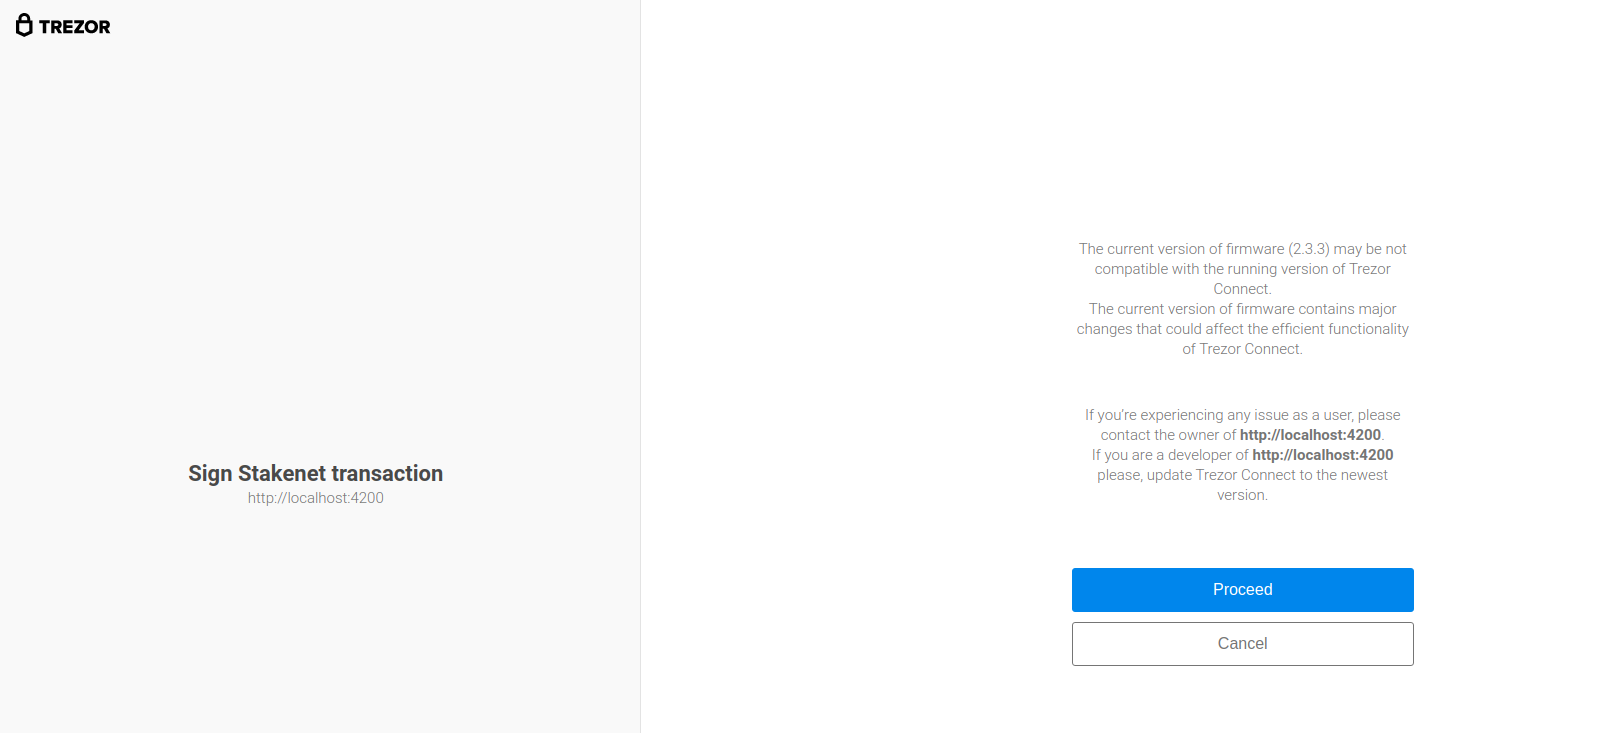 TREZOR
Sign Stakenet transaction
http://localhost:4200
The current version of firmware (2.3.3) may be not
compatible with the running version of Trezor
Connect.
The current version of firmware contains major
changes that could affect the efficient functionality
of Trezor Connect.
If you’re experiencing any issue as a user, please
contact the owner of http://localhost:4200.
If you are a developer of http://localhost:4200
please, update Trezor Connect to the newest
version.
Proceed
Cancel